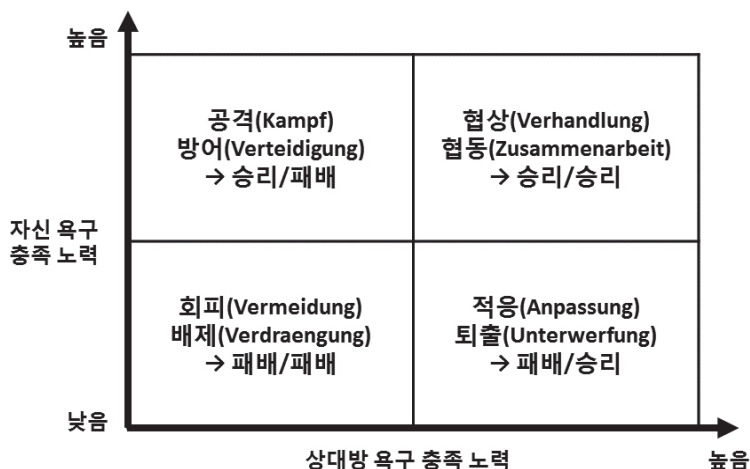 높음
공격(Kampf)
방어(Verteidigung)
→ 승리/패배
협상(Verhandlung)
협동(Zusammenarbeit)
→ 승리/승리
자신 욕구
충족 노력
회피(Vermeidung)
배제(Verdraengung)
→ 패배/패배
적응(Anpassung)
퇴출(Unterwerfung)
→ 패배/승리
낮음
상대방 욕구 충족 노력
높음